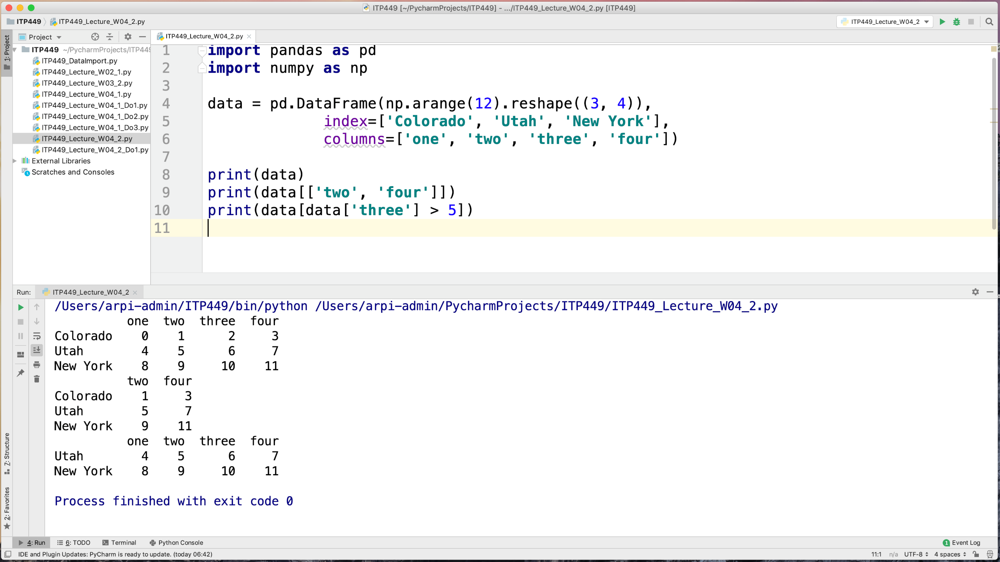 ITP449 [~/PycharmProjects/ITP449] - .../ITP449_Lecture_W04_2.py [ITP449]
ITP449 ITP449_Lecture_W04_2.py
ITP449_Lecture_W04_2
1: Project
Project
ITP449 ~/PycharmProjects/ITP449
ITP449_DataImport.py
ITP449_Lecture_W02_1.py
ITP449_Lecture_W03_2.py
ITP449_Lecture_W04_1.py
ITP449_Lecture_W04_1_Do1.py
ITP449_Lecture_W04_1_Do2.py
ITP449_Lecture_W04_1_Do3.py
ITP449_Lecture_W04_2.py
ITP449_Lecture_W04_2_Do1.py
External Libraries
Scratches and Consoles
ITP449_Lecture_W04_2.py
1 import pandas as pd
2 import numpy as np
3
4 data = pd.DataFrame(np.arange(12).reshape((3, 4)),
5 index=['Colorado', 'Utah', 'New York'],
6 columns=['one', 'two', 'three', 'four'])
7
8 print(data)
9 print(data[['two', 'four']])
10 print(data[data['three'] > 5])
11
Run: ITP449_Lecture_W04_2
/Users/arpi-admin/ITP449/bin/python /Users/arpi-admin/PycharmProjects/ITP449/ITP449_Lecture_W04_2.py
one two three four
Colorado 0 1 2 3
Utah 4 5 6 7
New York 8 9 10 11
two four
Colorado 1 3
Utah 5 7
New York 9 11
one two three four
Utah 4 5 6 7
New York 8 9 10 11
Process finished with exit code 0
7: Structure
2: Favorites
4: Run 6: TODO Terminal Python Console
1 Event Log
IDE and Plugin Updates: PyCharm is ready to update. (today 06:42)
11:1 n/a UTF-8 4 spaces